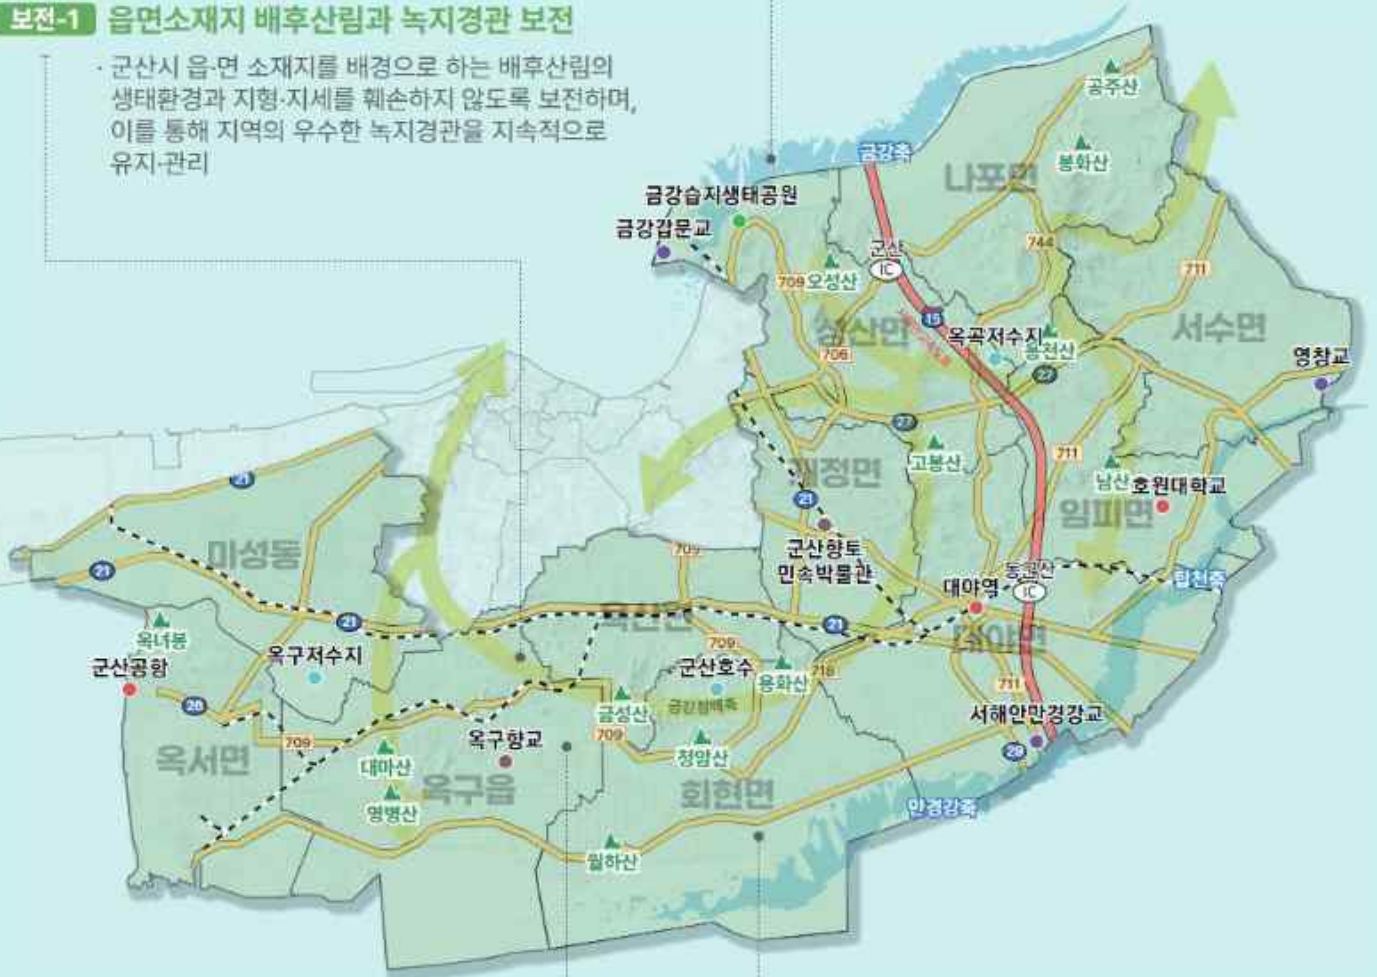 보전-1 읍면소재지 배후산림과 녹지경관 보전
· 군산시 읍·면 소재지를 배경으로 하는 배후산림의
생태환경과 지형·지세를 훼손하지 않도록 보전하며,
이를 통해 지역의 우수한 녹지경관을 지속적으로
유지·관리
공주산
금강축
봉화산
나포면
금강습지생태공원
금강갑문교
군산
IC
744
711
709
오성산
성산면
15
옥곡저수지
용천산
서수면
706
영창교
27
27
고봉산
711
개정면
남산
호원대학교
21
21
임피면
미성동
군산향토
민속박물관
709
동군산
IC
탑천축
21
대야역
21
21
대야면
옥녀봉
옥구저수지
709
군산호수
용화산
718
군산공항
711
26
금성산
서해안만경강교
709
옥구향교
709
29
옥서면
대마산
청암산
옥구읍
회현면
영병산
만경강축
월하산